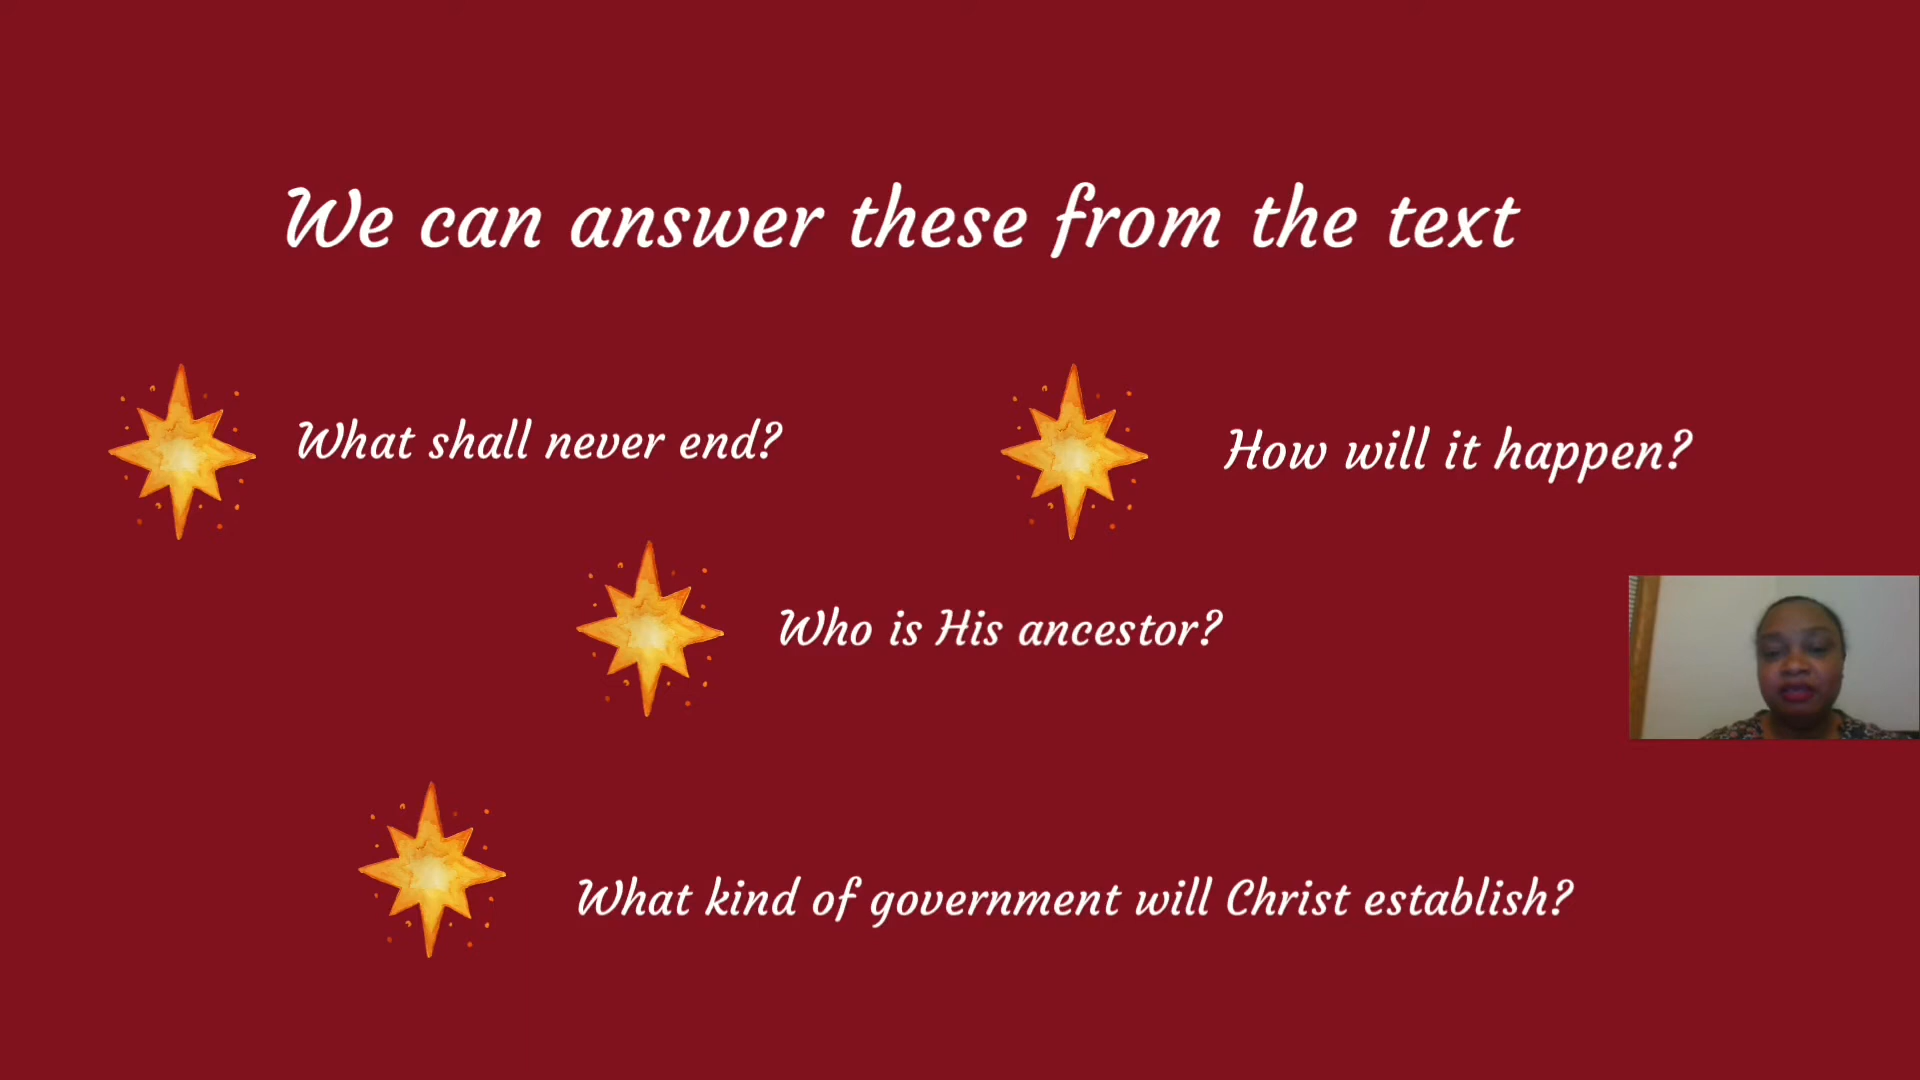 We can answer these from the text
What shall never end?
How will it happen?
Who is His ancestor?
What kind of government will Christ establish?